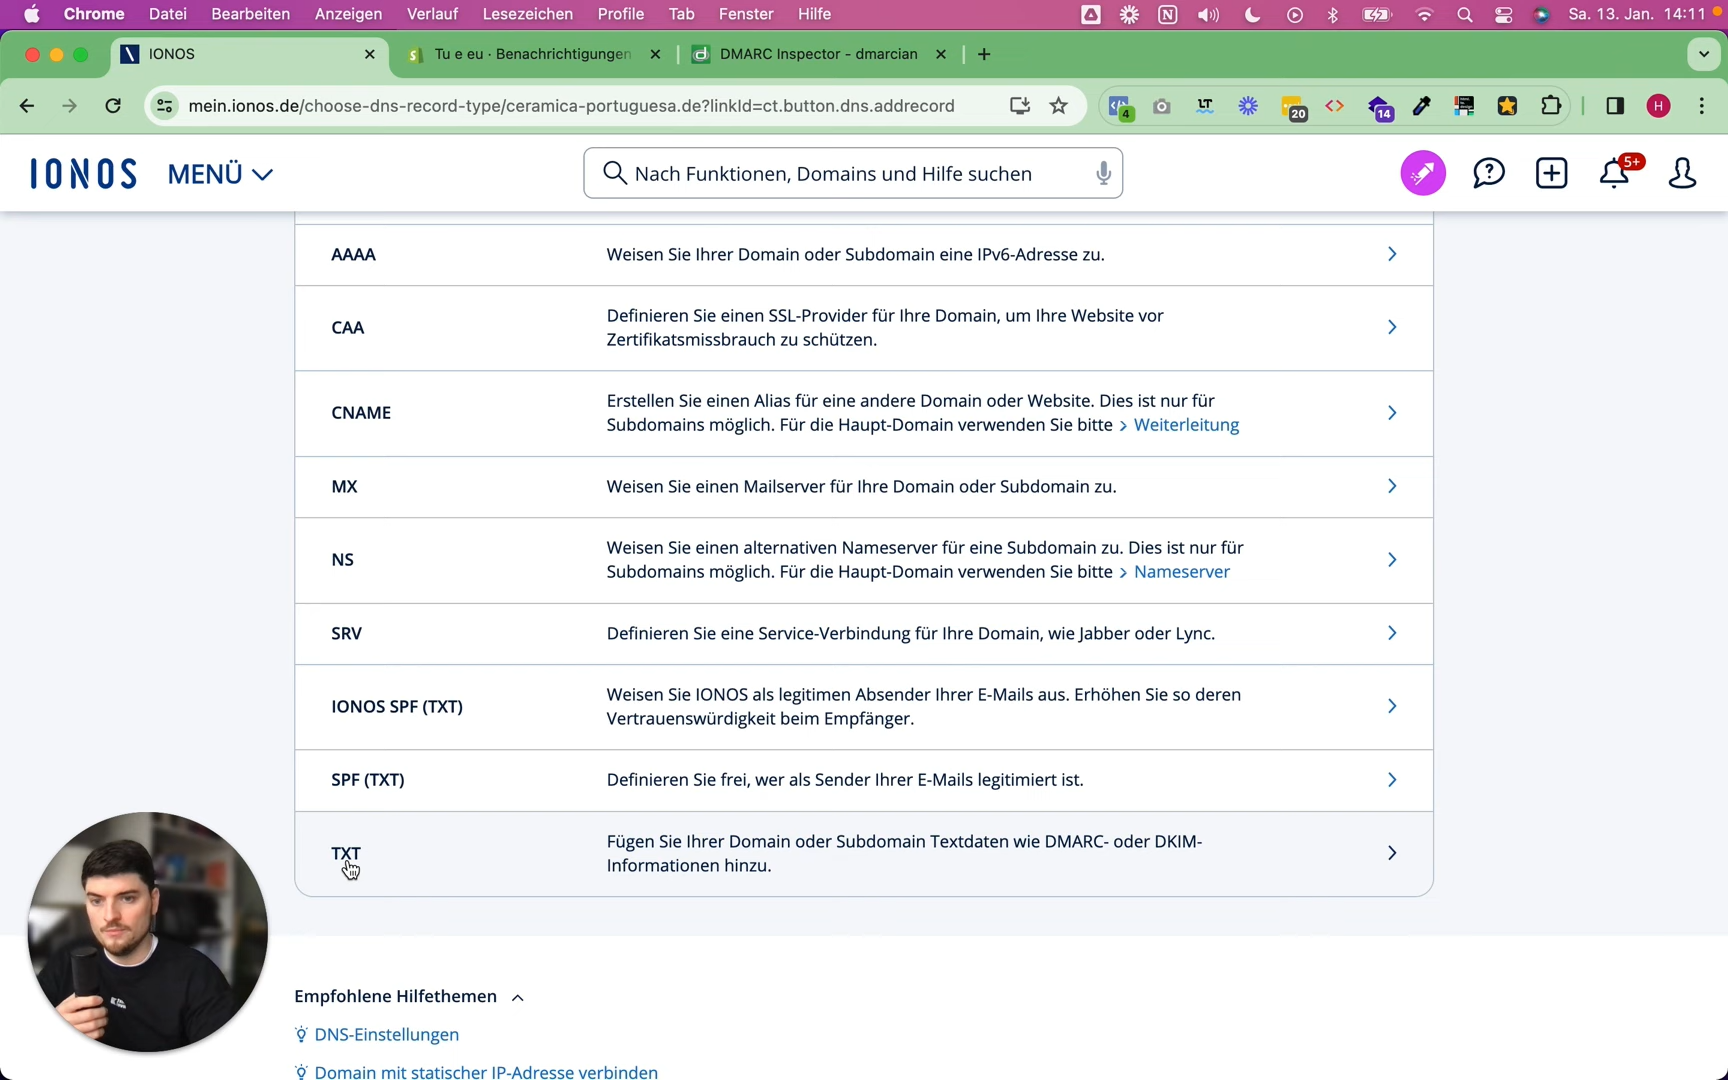 Chrome Datei Bearbeiten Anzeigen Verlauf Lesezeichen Profile Tab Fenster Hilfe Sa. 13. Jan. 14:11
IONOS Tu e eu · Benachrichtigungen DMARC Inspector - dmarcian
mein.ionos.de/choose-dns-record-type/ceramica-portuguesa.de?linkId=ct.button.dns.addrecord 4 LT 20 14 H
IONOS MENÜ Nach Funktionen, Domains und Hilfe suchen 5+
AAAA Weisen Sie Ihrer Domain oder Subdomain eine IPv6-Adresse zu.
CAA Definieren Sie einen SSL-Provider für Ihre Domain, um Ihre Website vor
Zertifikatsmissbrauch zu schützen.
CNAME Erstellen Sie einen Alias für eine andere Domain oder Website. Dies ist nur für
Subdomains möglich. Für die Haupt-Domain verwenden Sie bitte > Weiterleitung
MX Weisen Sie einen Mailserver für Ihre Domain oder Subdomain zu.
NS Weisen Sie einen alternativen Nameserver für eine Subdomain zu. Dies ist nur für
Subdomains möglich. Für die Haupt-Domain verwenden Sie bitte > Nameserver
SRV Definieren Sie eine Service-Verbindung für Ihre Domain, wie Jabber oder Lync.
IONOS SPF (TXT) Weisen Sie IONOS als legitimen Absender Ihrer E-Mails aus. Erhöhen Sie so deren
Vertrauenswürdigkeit beim Empfänger.
SPF (TXT) Definieren Sie frei, wer als Sender Ihrer E-Mails legitimiert ist.
TXT Fügen Sie Ihrer Domain oder Subdomain Textdaten wie DMARC- oder DKIM-
Informationen hinzu.
Empfohlene Hilfethemen
DNS-Einstellungen
Domain mit statischer IP-Adresse verbinden